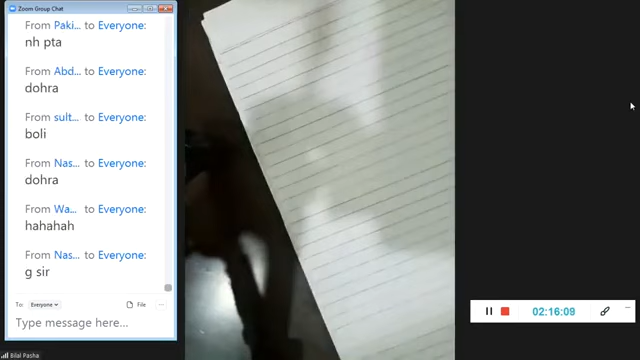 Zoom Group Chat
From Paki... to Everyone:
nh pta
From Abd... to Everyone:
dohra
From sult... to Everyone:
boli
From Nas... to Everyone:
dohra
From Wa... to Everyone:
hahahah
From Nas... to Everyone:
g sir
To: Everyone File ...
Type message here...
02:16:09
Bilal Pasha